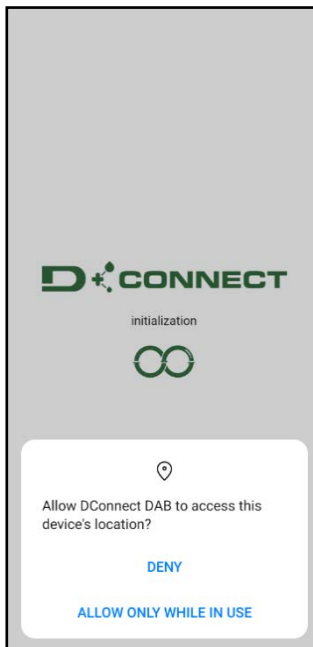 D+CONNECT
initialization
Allow DConnect DAB to access this
device's location?
DENY
ALLOW ONLY WHILE IN USE